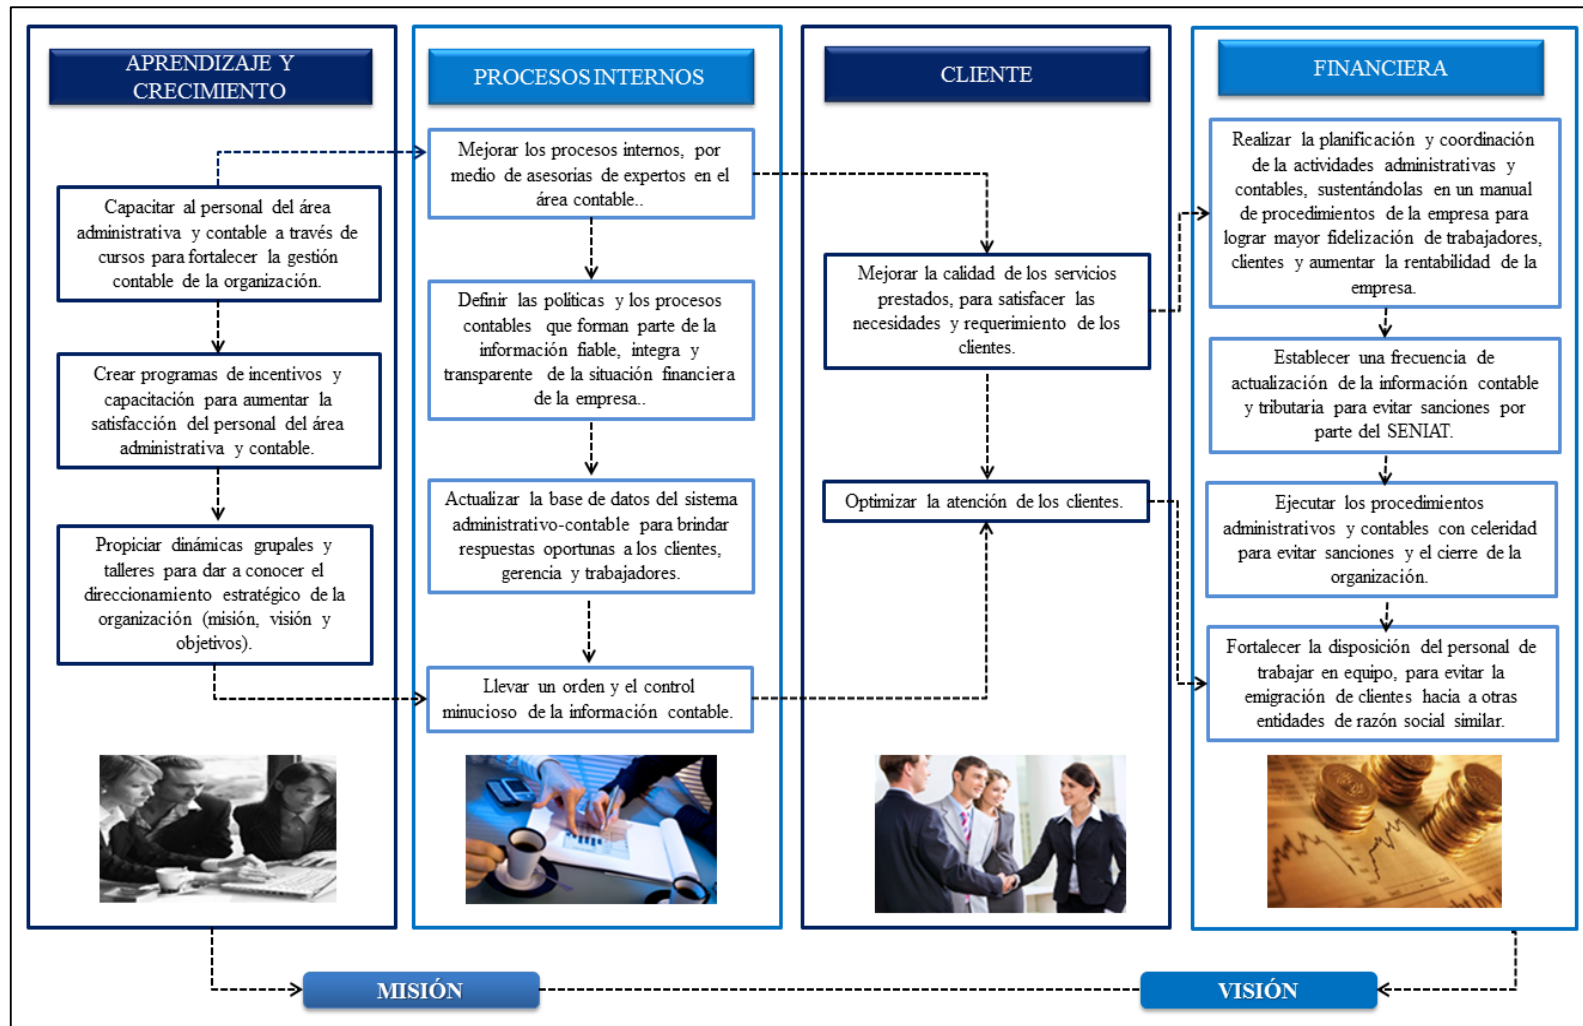 APRENDIZAJE Y
CRECIMIENTO
Capacitar al personal del área
administrativa y contable a través de
cursos para fortalecer la gestión
contable de la organización.
Crear programas de incentivos y
capacitación para aumentar la
satisfacción del personal del área
administrativa y contable.
Propiciar dinámicas grupales y
talleres para dar a conocer el
direccionamiento estratégico de la
organización (misión, visión y
objetivos).
PROCESOS INTERNOS
Mejorar los procesos internos, por
medio de asesorias de expertos en el
área contable..
Definir las políticas y los procesos
contables que forman parte de la
información fiable, integra y
transparente de la situación financiera
de la empresa..
Actualizar la base de datos del sistema
administrativo-contable para brindar
respuestas oportunas a los clientes,
gerencia y trabajadores.
Llevar un orden y el control
minucioso de la información contable.
CLIENTE
Mejorar la calidad de los servicios
prestados, para satisfacer las
necesidades y requerimiento de los
clientes.
Optimizar la atención de los clientes.
FINANCIERA
Realizar la planificación y coordinación
de la actividades administrativas y
contables, sustentándolas en un manual
de procedimientos de la empresa para
lograr mayor fidelización de trabajadores,
clientes y aumentar la rentabilidad de la
empresa.
Establecer una frecuencia de
actualización de la información contable
y tributaria para evitar sanciones por
parte del SENIAT.
Ejecutar los procedimientos
administrativos y contables con celeridad
para evitar sanciones y el cierre de la
organización.
Fortalecer la disposición del personal de
trabajar en equipo, para evitar la
emigración de clientes hacia a otras
entidades de razón social similar.
MISIÓN
VISIÓN